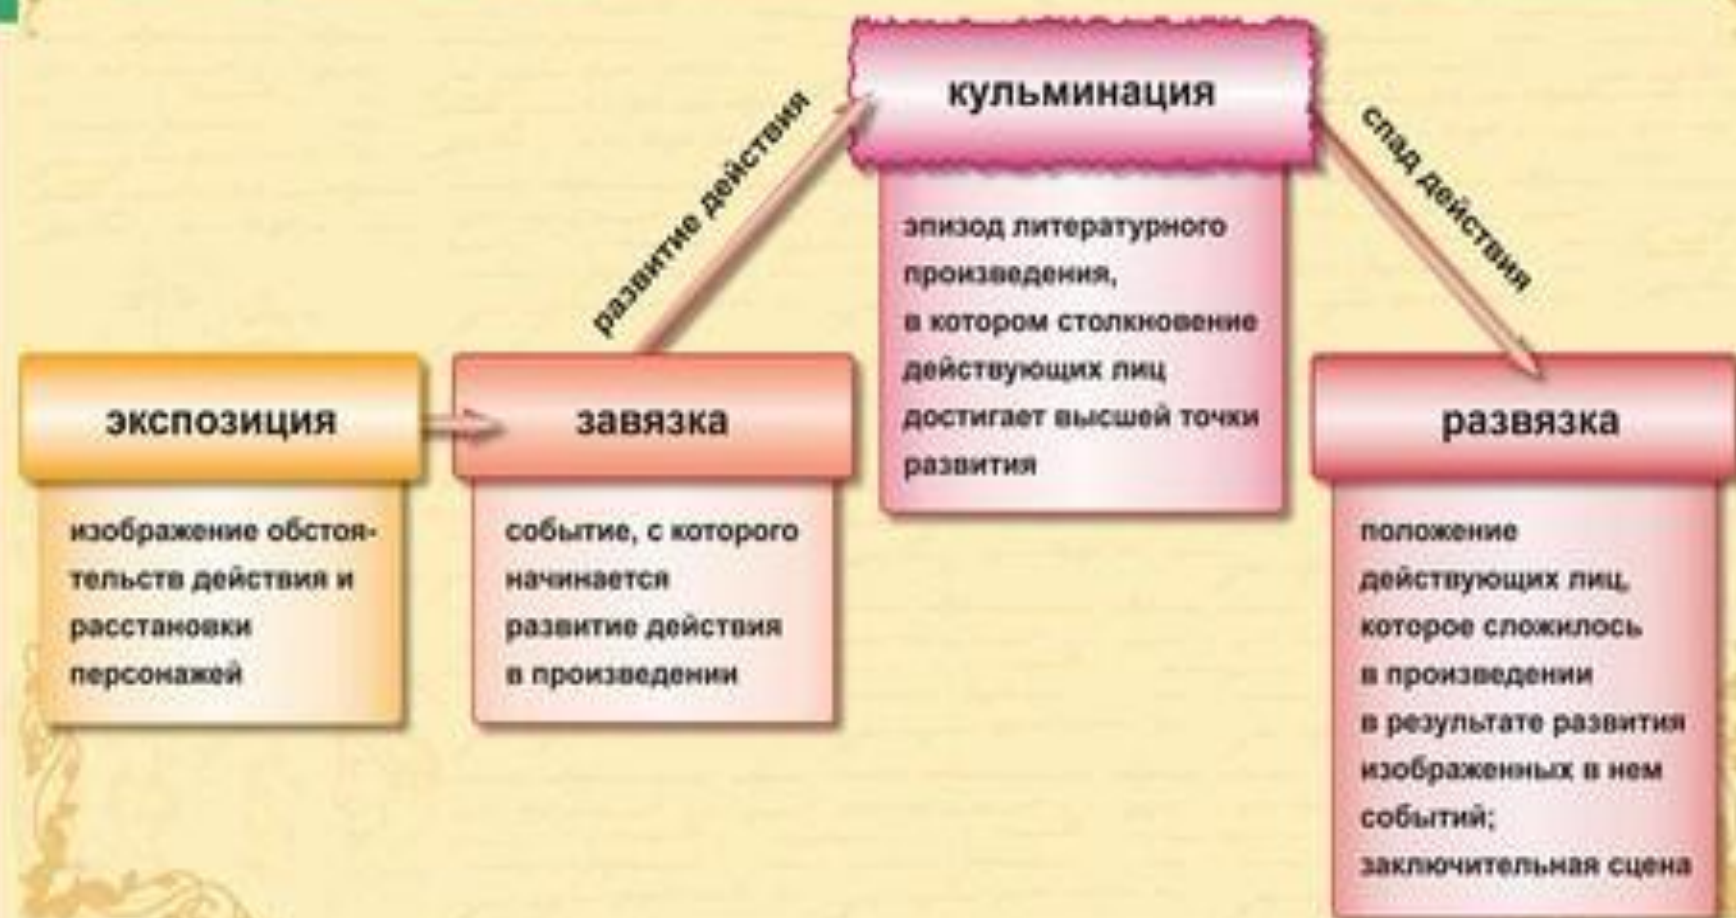 экспозиция
изображение обстоя-
тельств действия и
расстановки
персонажей
завязка
событие, с которого
начинается
развитие действия
в произведении
развитие действия
кульминация
эпизод литературного
произведения,
в котором столкновение
действующих лиц
достигает высшей точки
развития
спад действия
развязка
положение
действующих лиц,
которое сложилось
в произведении
в результате развития
изображенных в нем
событий;
заключительная сцена